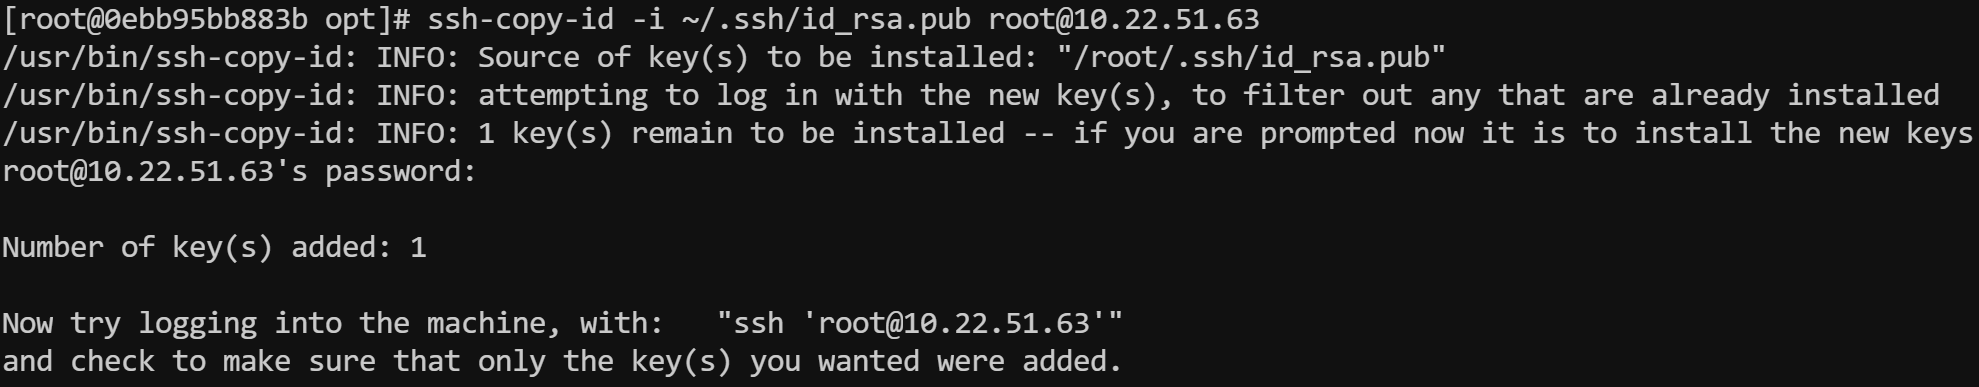 [root@0ebb95bb883b opt]# ssh-copy-id -i ~/.ssh/id_rsa.pub root@10.22.51.63
/usr/bin/ssh-copy-id: INFO: Source of key(s) to be installed: "/root/.ssh/id_rsa.pub"
/usr/bin/ssh-copy-id: INFO: attempting to log in with the new key(s), to filter out any that are already installed
/usr/bin/ssh-copy-id: INFO: 1 key(s) remain to be installed -- if you are prompted now it is to install the new keys
root@10.22.51.63's password:
Number of key(s) added: 1
Now try logging into the machine, with:   "ssh 'root@10.22.51.63'"
and check to make sure that only the key(s) you wanted were added.